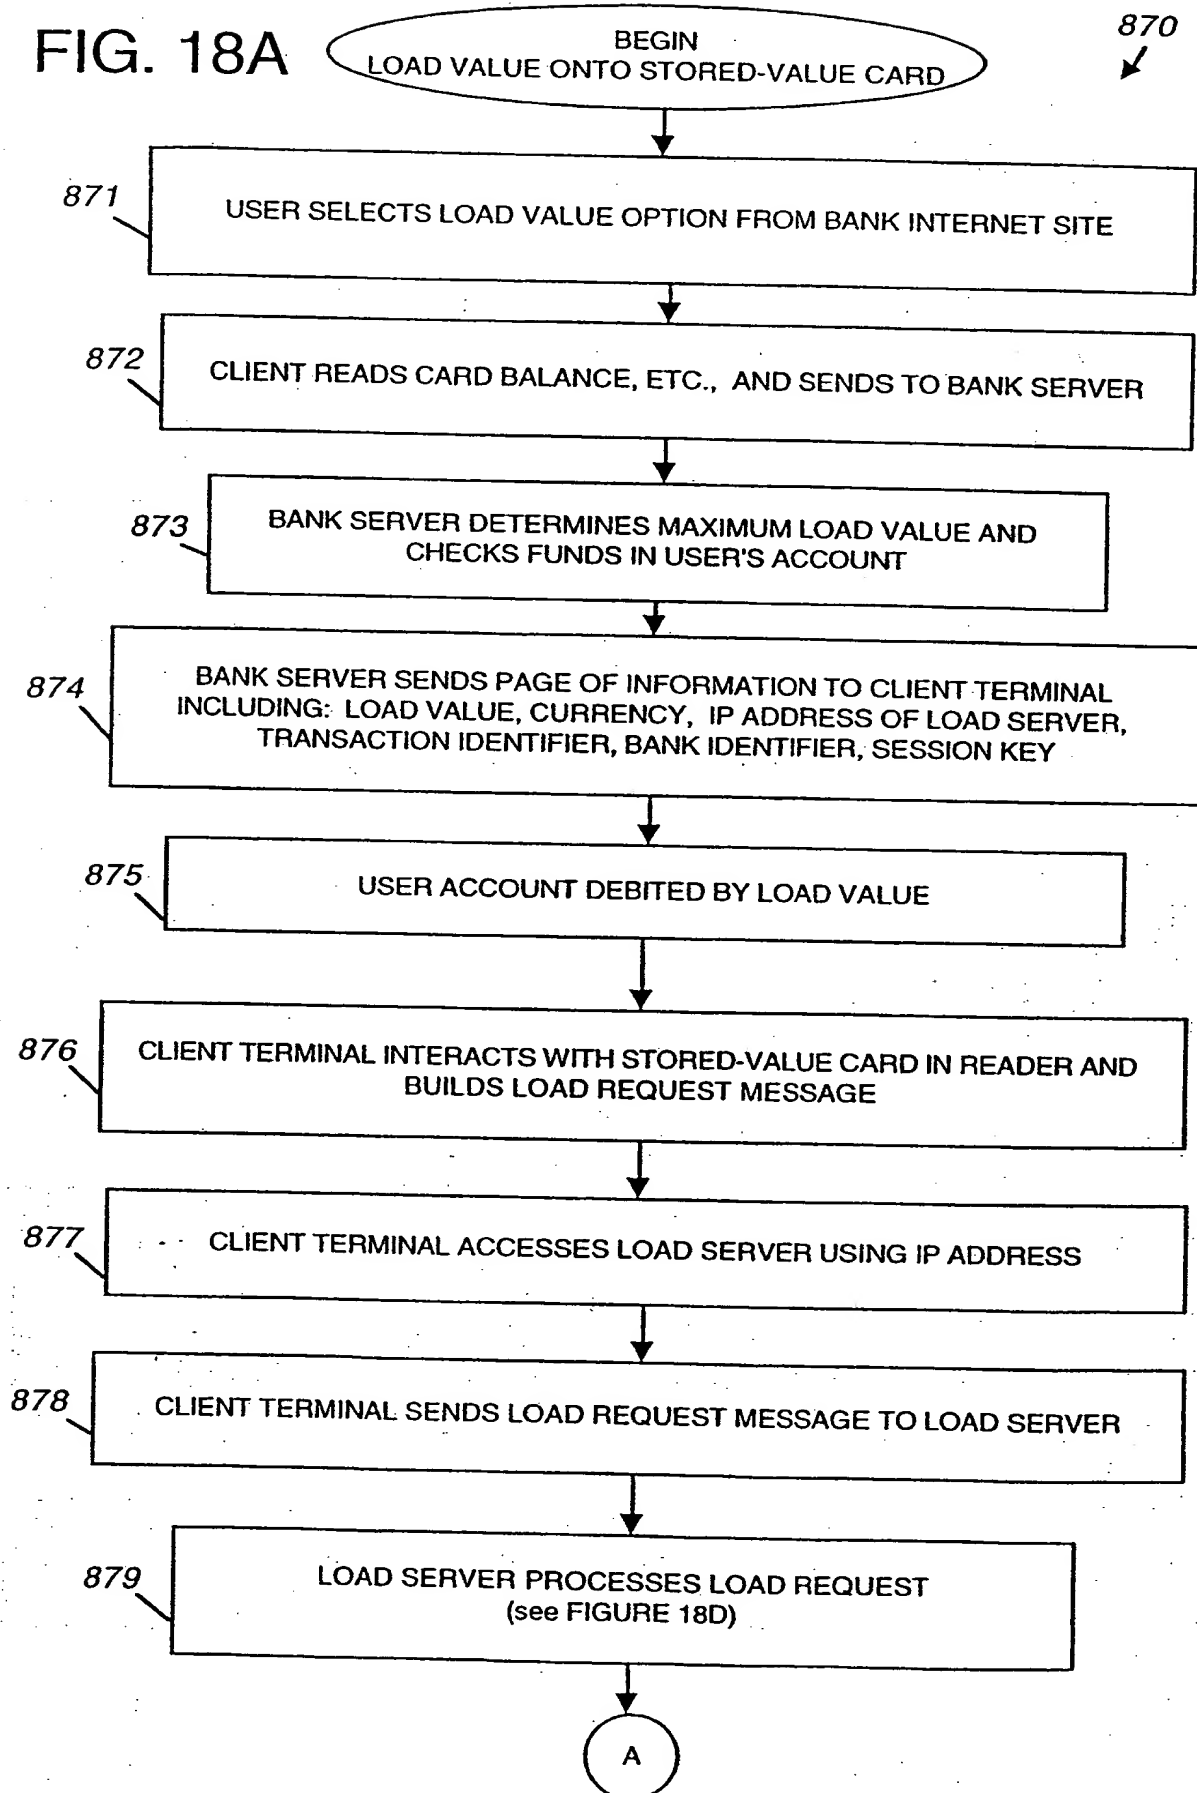 FIG. 18A
BEGIN
LOAD VALUE ONTO STORED-VALUE CARD
870
871
USER SELECTS LOAD VALUE OPTION FROM BANK INTERNET SITE
872
CLIENT READS CARD BALANCE, ETC., AND SENDS TO BANK SERVER
873
BANK SERVER DETERMINES MAXIMUM LOAD VALUE AND
CHECKS FUNDS IN USER'S ACCOUNT
874
BANK SERVER SENDS PAGE OF INFORMATION TO CLIENT TERMINAL
INCLUDING: LOAD VALUE, CURRENCY, IP ADDRESS OF LOAD SERVER,
TRANSACTION IDENTIFIER, BANK IDENTIFIER, SESSION KEY
875
USER ACCOUNT DEBITED BY LOAD VALUE
876
CLIENT TERMINAL INTERACTS WITH STORED-VALUE CARD IN READER AND
BUILDS LOAD REQUEST MESSAGE
877
CLIENT TERMINAL ACCESSES LOAD SERVER USING IP ADDRESS
878
CLIENT TERMINAL SENDS LOAD REQUEST MESSAGE TO LOAD SERVER
879
LOAD SERVER PROCESSES LOAD REQUEST
(see FIGURE 18D)
A